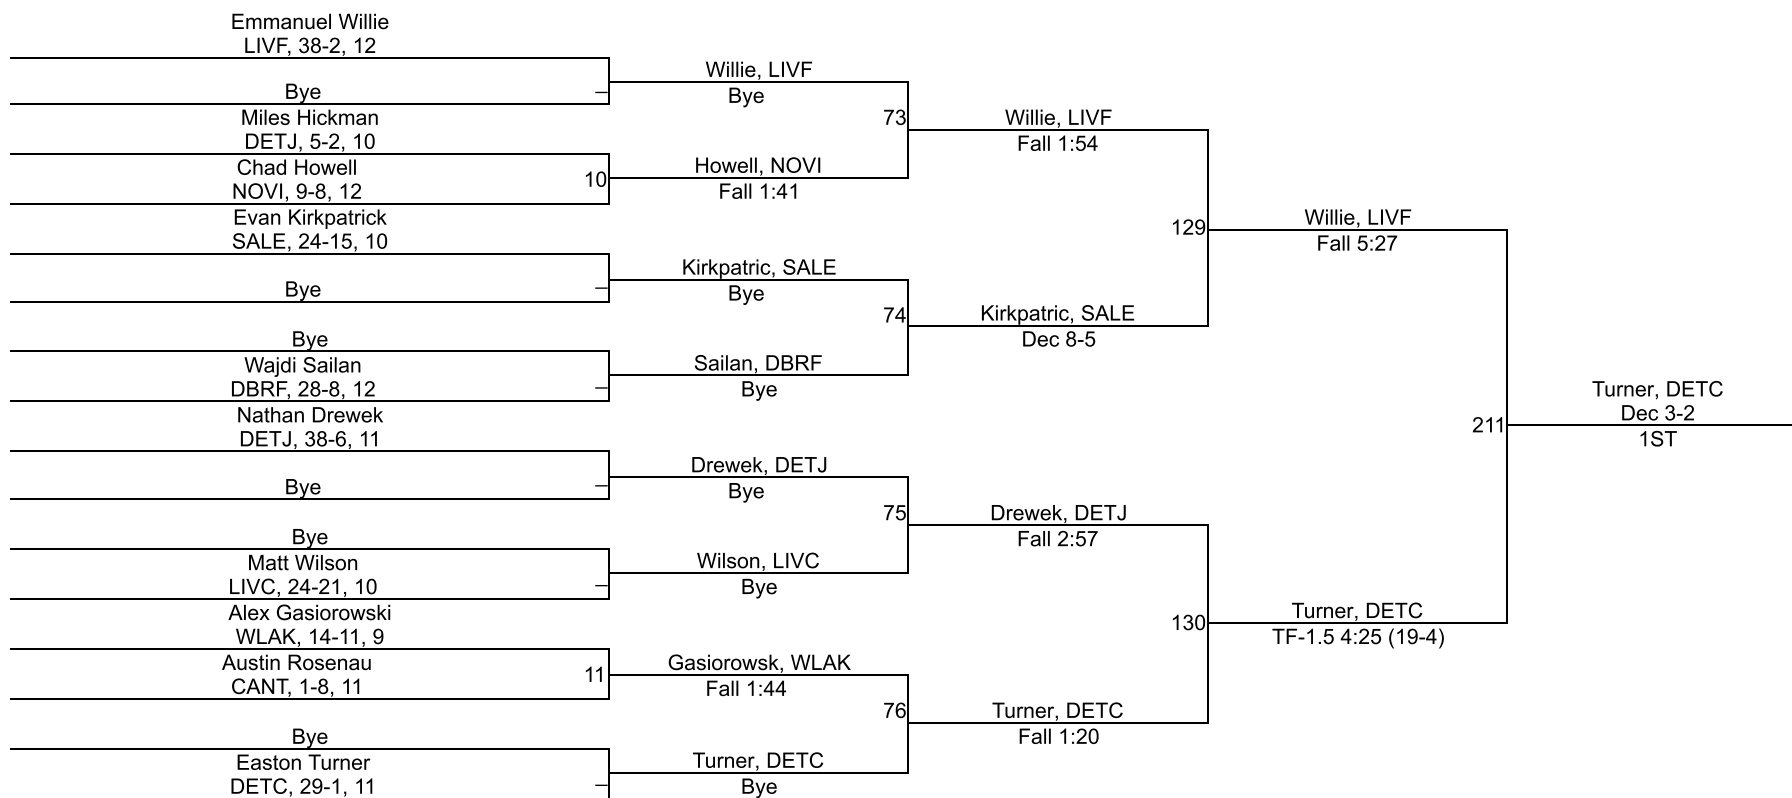 Emmanuel Willie
LIVF, 38-2, 12
Bye
–
Miles Hickman
DETJ, 5-2, 10
Chad Howell
NOVI, 9-8, 12
10
Evan Kirkpatrick
SALE, 24-15, 10
Bye
–
Bye
Wajdi Sailan
DBRF, 28-8, 12
–
Nathan Drewek
DETJ, 38-6, 11
Bye
–
Bye
Matt Wilson
LIVC, 24-21, 10
–
Alex Gasiorowski
WLAK, 14-11, 9
Austin Rosenau
CANT, 1-8, 11
11
Bye
Easton Turner
DETC, 29-1, 11
–
Willie, LIVF
Bye
73
Howell, NOVI
Fall 1:41
Kirkpatric, SALE
Bye
74
Sailan, DBRF
Bye
Drewek, DETJ
Bye
75
Wilson, LIVC
Bye
Gasiorowsk, WLAK
Fall 1:44
76
Turner, DETC
Bye
Willie, LIVF
Fall 1:54
129
Kirkpatric, SALE
Dec 8-5
Drewek, DETJ
Fall 2:57
130
Turner, DETC
Fall 1:20
Willie, LIVF
Fall 5:27
211
Turner, DETC
TF-1.5 4:25 (19-4)
Turner, DETC
Dec 3-2
1ST